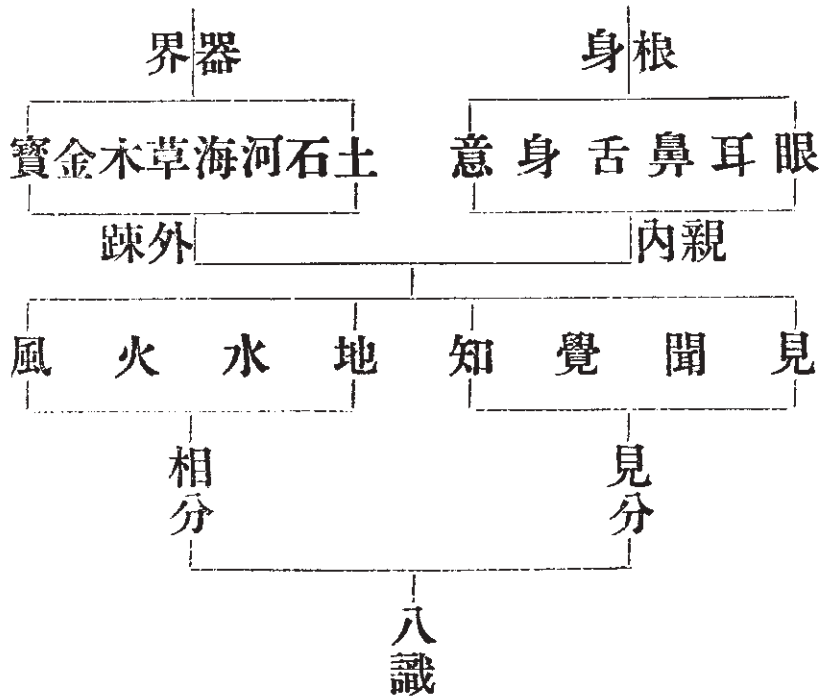 根身
器界
眼耳鼻舌身意
土石河海草木金寶
親內
外踈
見聞覺知
地水火風
見分
相分
八識